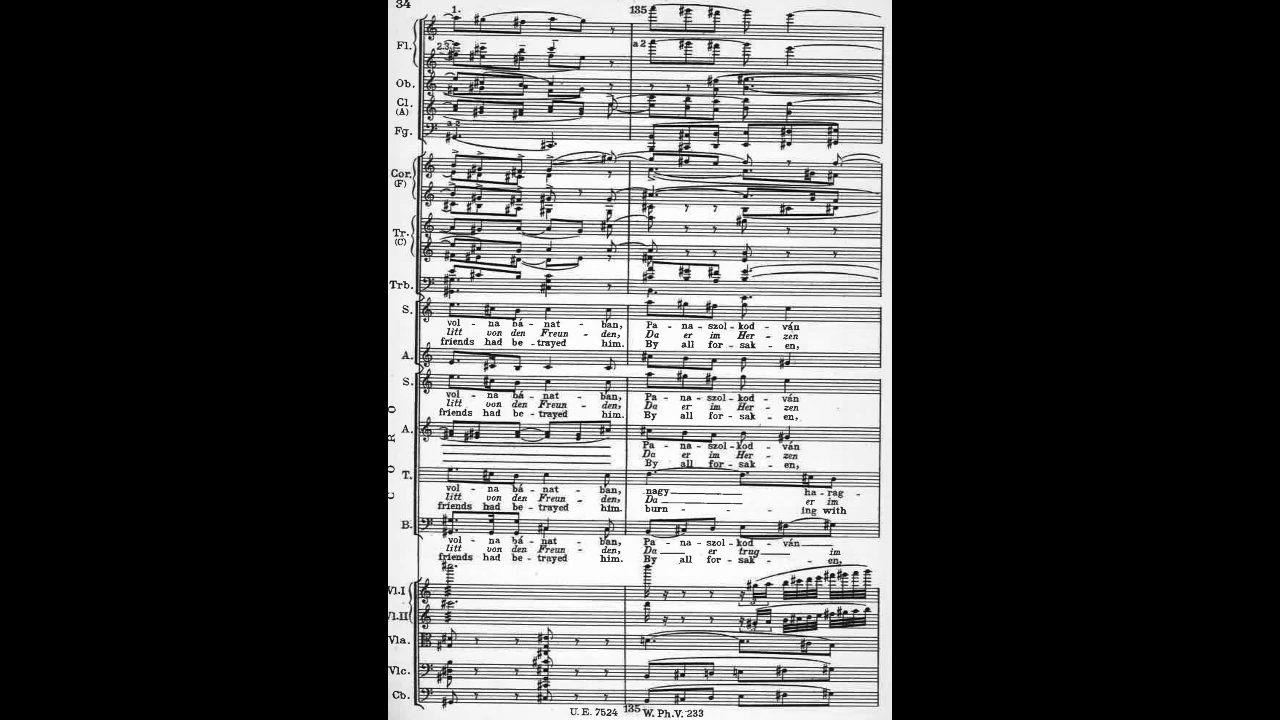 34
1.
135
Fl.
2.3.
a 2
Ob.
Cl.
(A)
Fg.
a 2
Cor.
(F)
Tr.
(C)
Trb.
S.
vol - na bá - nat - ban, Pa - na - szol - kod - ván
litt von den Freun - den, Da er im Her - zen
friends had be - trayed him. By all for - sak - en,
A.
S.
vol - na bá - nat - ban, Pa - na - szol - kod - ván
litt von den Freun - den, Da er im Her - zen
friends had be - trayed him. By all for - sak - en,
A.
Pa - na - szol - kod - ván
Da er im Her - zen
By all for - sak - en,
CORO
T.
vol - na bá - nat - ban, nagy ha - rag -
litt von den Freun - den, Da er im
friends had be - trayed him. burn - ing with
B.
vol - na bá - nat - ban, Pa - na - szol - kod - ván
litt von den Freun - den, Da er trug im
friends had be - trayed him. By all for - sak - en,
Vl.I
Vl.II
Vla.
Vlc.
Cb.
U. E. 7524 135 W. Ph. V. 233